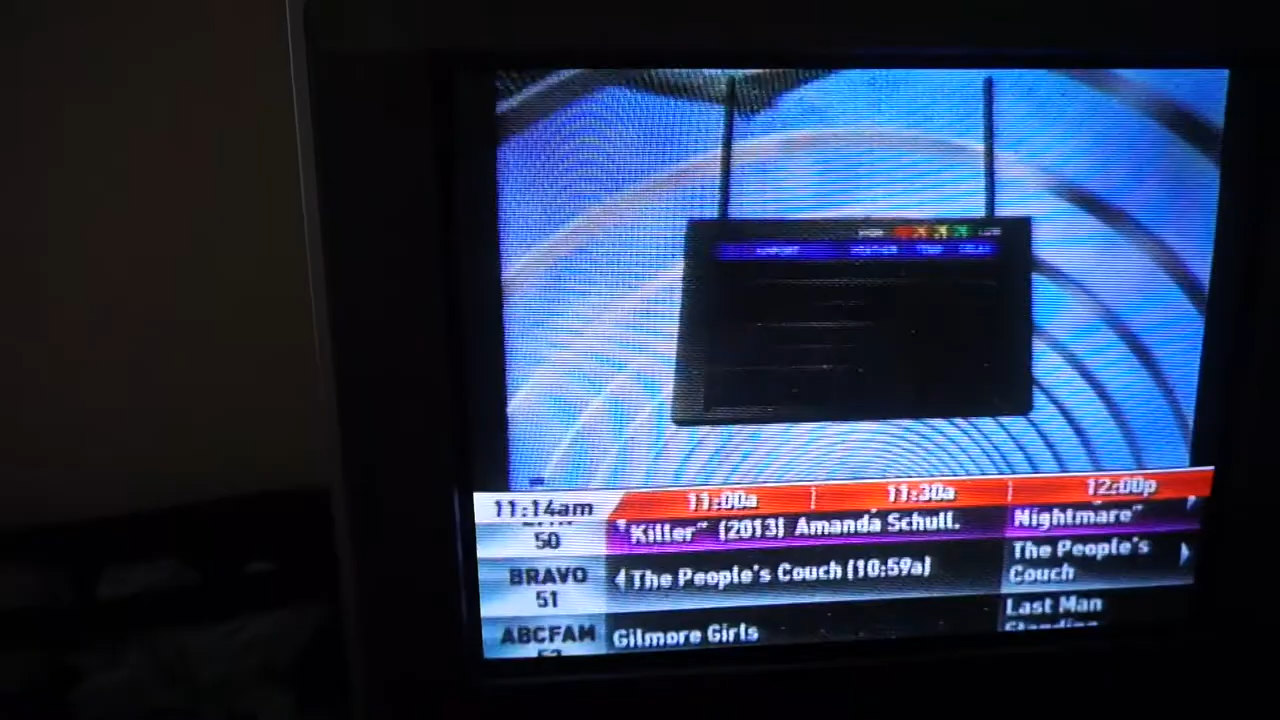 11:14am 11:00a 11:30a 12:00p
50 "Killer" (2013) Amanda Schull. Nightmare"
BRAVO
51
The People's Couch (10:59a)
The People's
Couch
ABCFAM
Gilmore Girls
Last Man
Standing